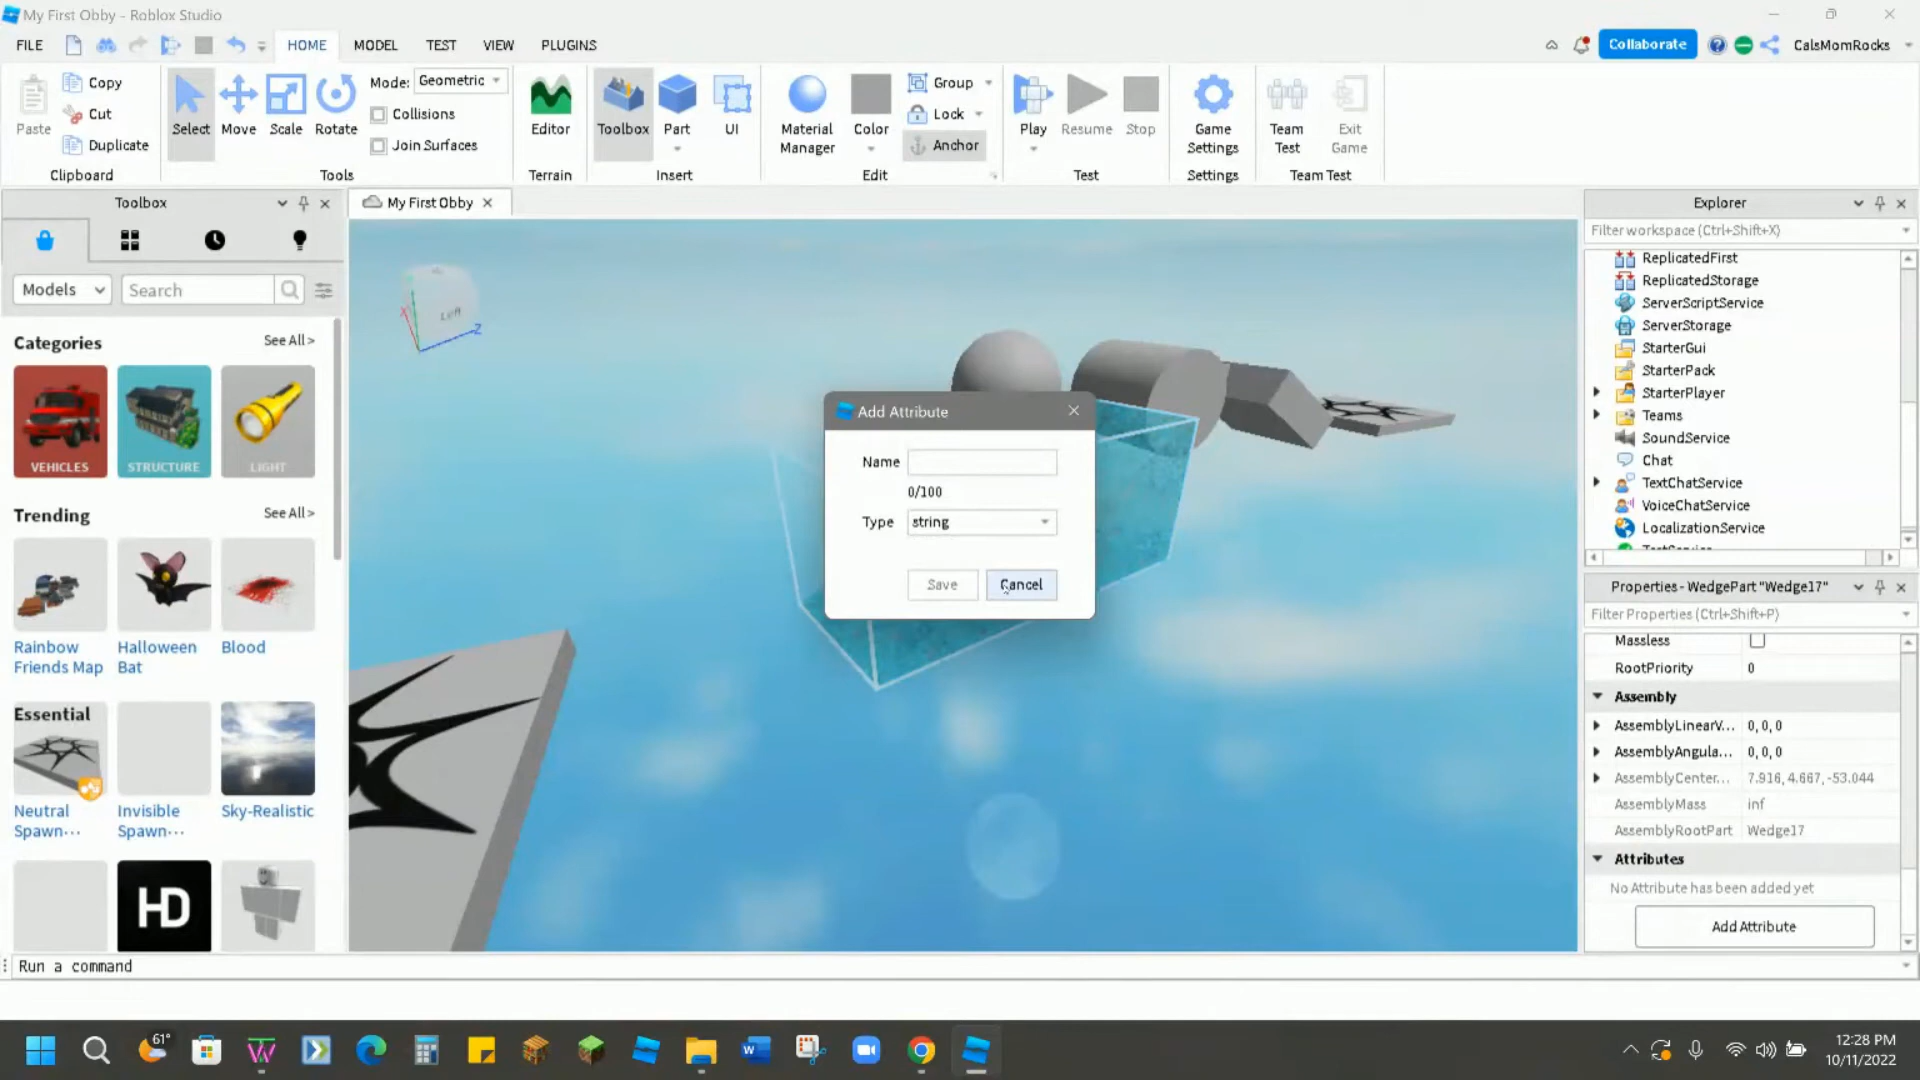 My First Obby - Roblox Studio
FILE
HOME
MODEL
TEST
VIEW
PLUGINS
Collaborate
CalsMomRocks
Paste
Copy
Cut
Duplicate
Clipboard
Select
Move
Scale
Rotate
Mode: Geometric
Collisions
Join Surfaces
Tools
Editor
Terrain
Toolbox
Part
UI
Insert
Material Manager
Color
Group
Lock
Anchor
Edit
Play
Resume
Stop
Test
Game Settings
Settings
Team Test
Exit Game
Team Test
Toolbox
Models
Search
Categories
See All >
VEHICLES
STRUCTURE
LIGHT
Trending
See All >
Rainbow Friends Map
Halloween Bat
Blood
Essential
Neutral Spawn···
Invisible Spawn···
Sky-Realistic
HD
My First Obby
Left
X
Z
Add Attribute
Name
0/100
Type
string
Save
Cancel
Explorer
Filter workspace (Ctrl+Shift+X)
ReplicatedFirst
ReplicatedStorage
ServerScriptService
ServerStorage
StarterGui
StarterPack
StarterPlayer
Teams
SoundService
Chat
TextChatService
VoiceChatService
LocalizationService
TestService
Properties - WedgePart "Wedge17"
Filter Properties (Ctrl+Shift+P)
Massless
RootPriority 0
Assembly
AssemblyLinearV... 0, 0, 0
AssemblyAngula... 0, 0, 0
AssemblyCenter... 7.916, 4.667, -53.044
AssemblyMass inf
AssemblyRootPart Wedge17
Attributes
No Attribute has been added yet
Add Attribute
Run a command
61°
12:28 PM
10/11/2022